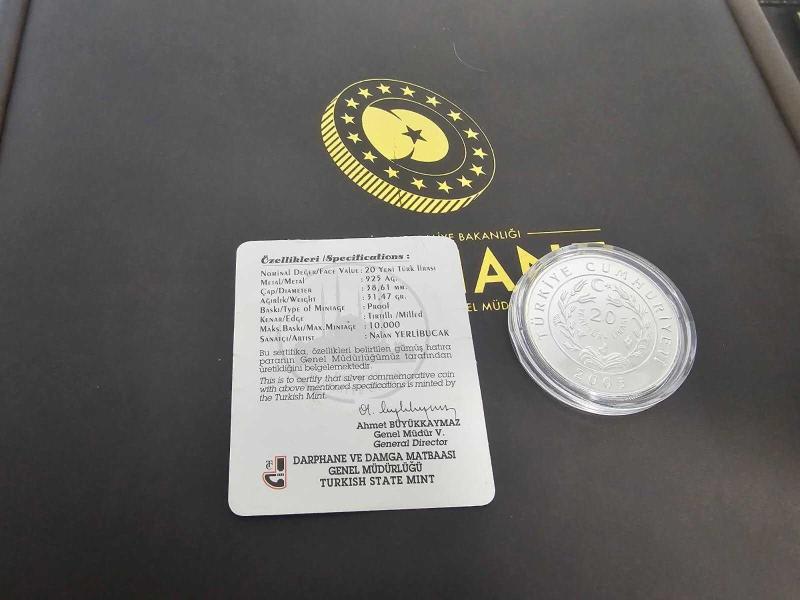 İYE BAKANLIĞI
Özellikleri /Specifications :
Nominal Değer/Face Value : 20 Yeni Türk lirası
Metal/Metal : 925 Ag.
Çap/Diameter : 38,61 mm.
Ağırlık/Weight : 31,47 gr.
Baskı/Type of Mintage : Proof
Kenar/Edge : Tırtıllı /Milled
Maks.Baskı/Max.Mintage : 10.000
Sanatçı/Artist : Nalan YERLİBUCAK
Bu sertifika, özellikleri belirtilen gümüş hatıra
paranın Genel Müdürlüğümüz tarafından
üretildiğini belgelemektedir.
This is to certify that silver commemorative coin
with above mentioned specifications is minted by
the Turkish Mint.
Ahmet BÜYÜKKAYMAZ
Genel Müdür V.
General Director
DARPHANE VE DAMGA MATBAASI
GENEL MÜDÜRLÜĞÜ
TURKISH STATE MINT
TÜRKİYE CUMHURİYETİ
20
YENİ
2005